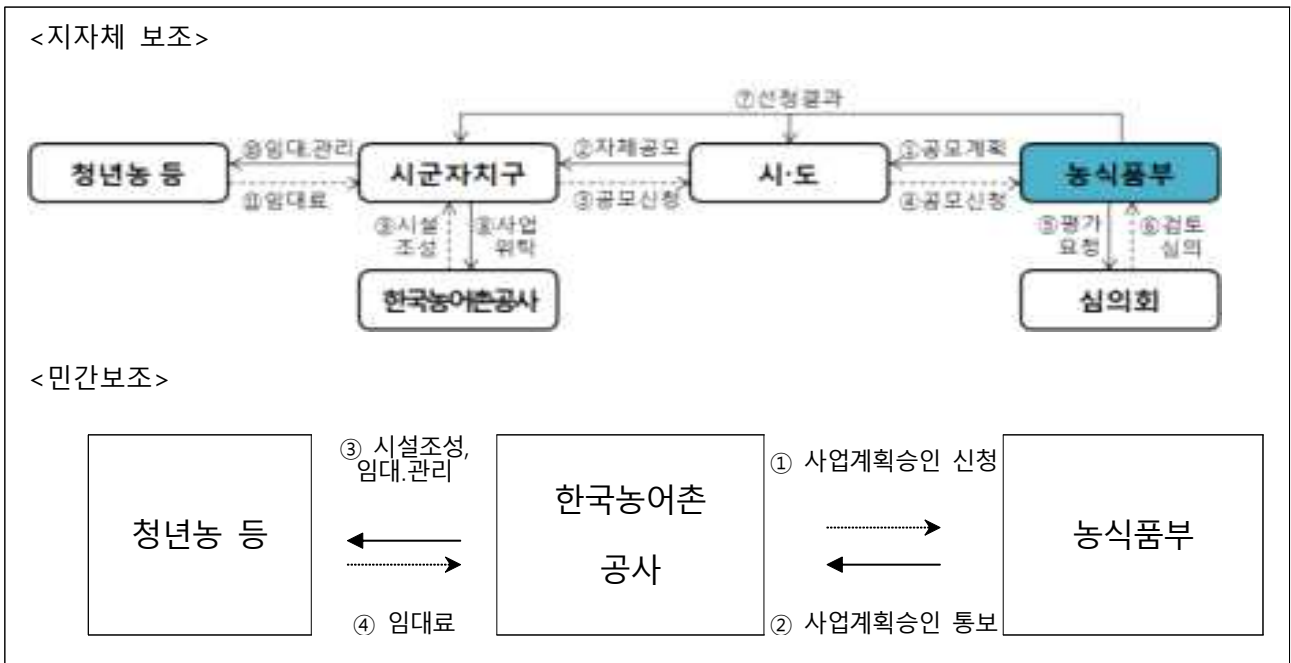 <지자체 보조>
⑦선정결과
청년농 등
⑩임대.관리
⑪임대료
시군자치구
②자체공모
③공모신청
시·도
①공모계획
④공모신청
농식품부
⑨시설
조성
⑧사업
위탁
⑤평가
요청
⑥검토
심의
한국농어촌공사
심의회
<민간보조>
청년농 등
③ 시설조성,
임대.관리
④ 임대료
한국농어촌
공사
① 사업계획승인 신청
② 사업계획승인 통보
농식품부